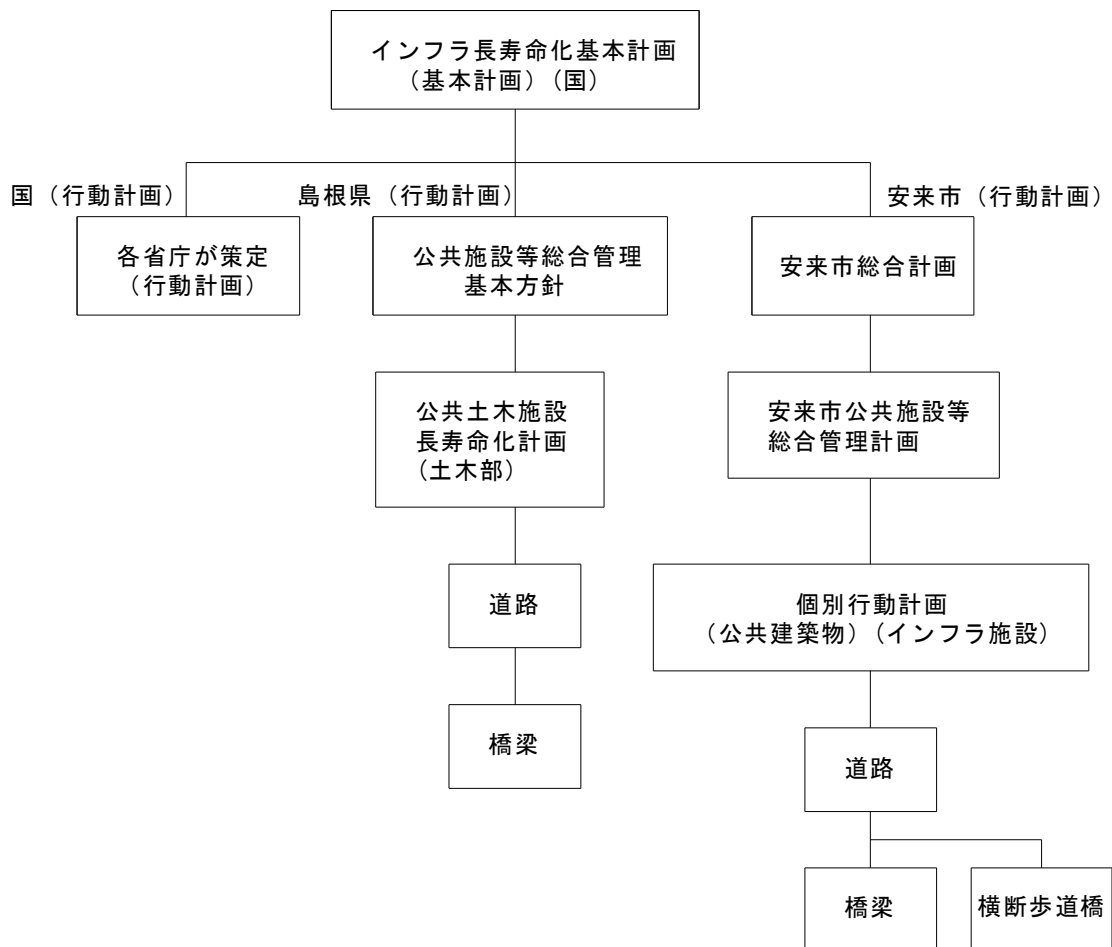 インフラ長寿命化基本計画
（基本計画）（国）
国（行動計画）
島根県（行動計画）
安来市（行動計画）
各省庁が策定
（行動計画）
公共施設等総合管理
基本方針
安来市総合計画
公共土木施設
長寿命化計画
（土木部）
安来市公共施設等
総合管理計画
道路
個別行動計画
（公共建築物）（インフラ施設）
橋梁
道路
橋梁
横断歩道橋